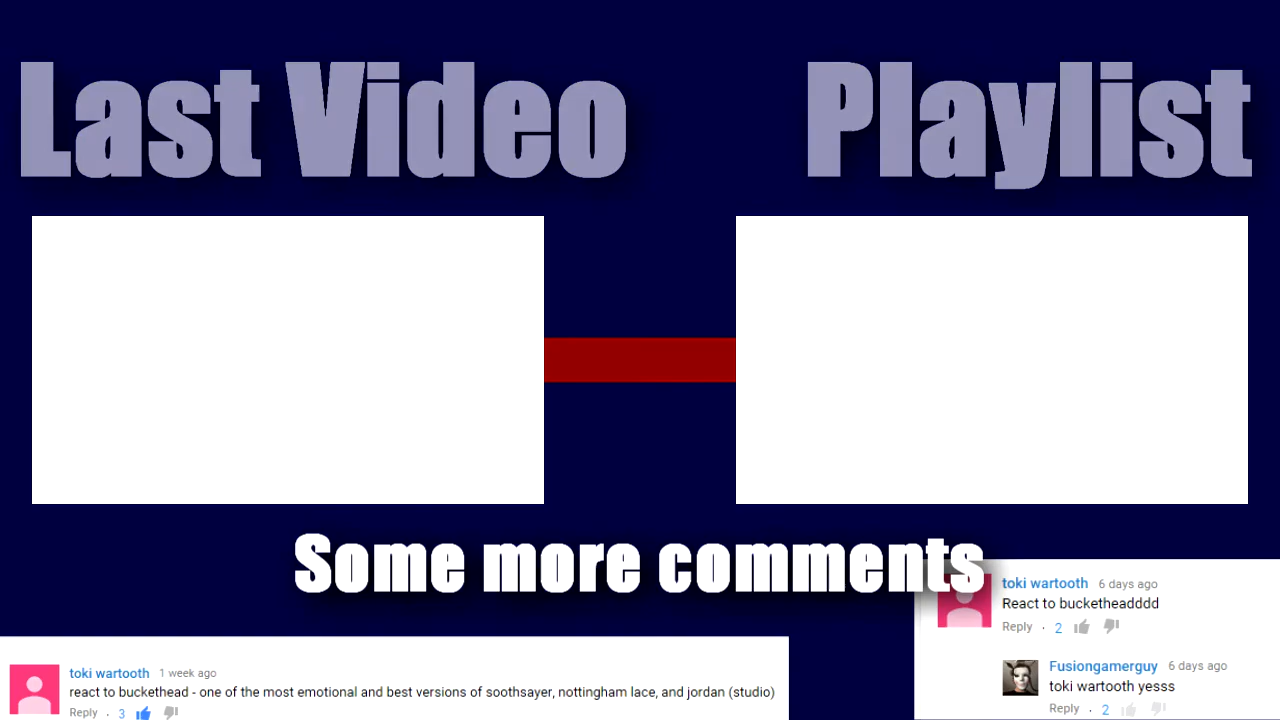 Last Video
Playlist
Some more comments
toki wartooth 6 days ago
React to bucketheadddd
Reply · 2
Fusiongamerguy 6 days ago
toki wartooth yesss
Reply · 2
toki wartooth 1 week ago
react to buckethead - one of the most emotional and best versions of soothsayer, nottingham lace, and jordan (studio)
Reply · 3